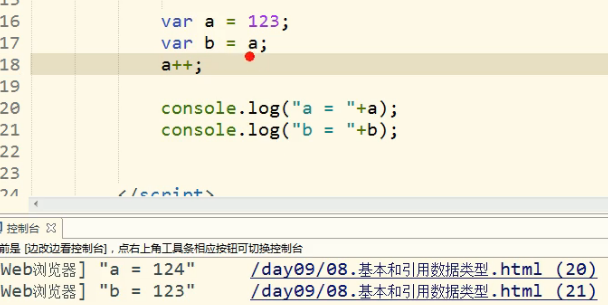 16 var a = 123;
17 var b = a;
18 a++;
19
20 console.log("a = "+a);
21 console.log("b = "+b);
22
23
24 </script>
控制台
前是 [边改边看控制台]，点右上角工具条相应按钮可切换控制台
Web浏览器] "a = 124" /day09/08.基本和引用数据类型.html (20)
Web浏览器] "b = 123" /day09/08.基本和引用数据类型.html (21)